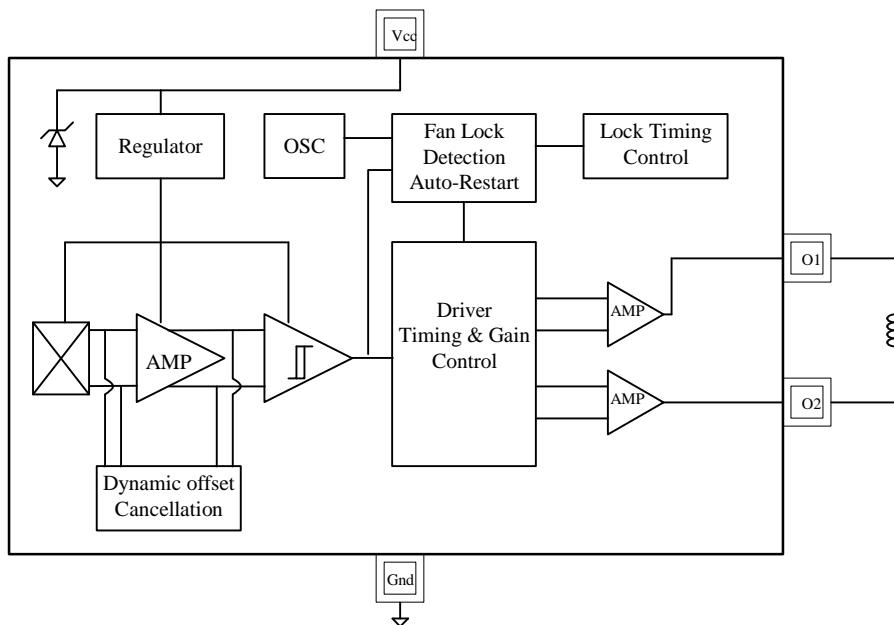 Vcc
Regulator
OSC
Fan Lock
Detection
Auto-Restart
Lock Timing
Control
O1
Driver
Timing & Gain
Control
AMP
AMP
AMP
O2
Dynamic offset
Cancellation
Gnd